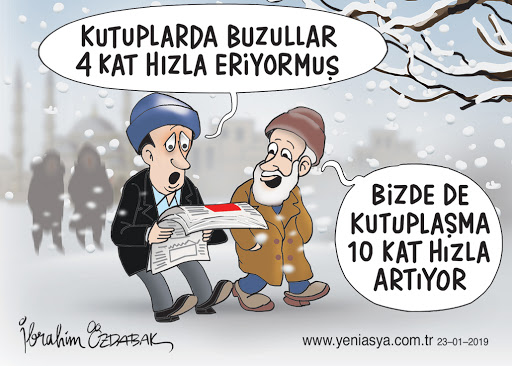 KUTUPLARDA BUZULLAR
4 KAT HIZLA ERİYORMUŞ
BİZDE DE
KUTUPLAŞMA
10 KAT HIZLA
ARTIYOR
İbrahim ÖZDABAK
www.yeniasya.com.tr 23-01-2019